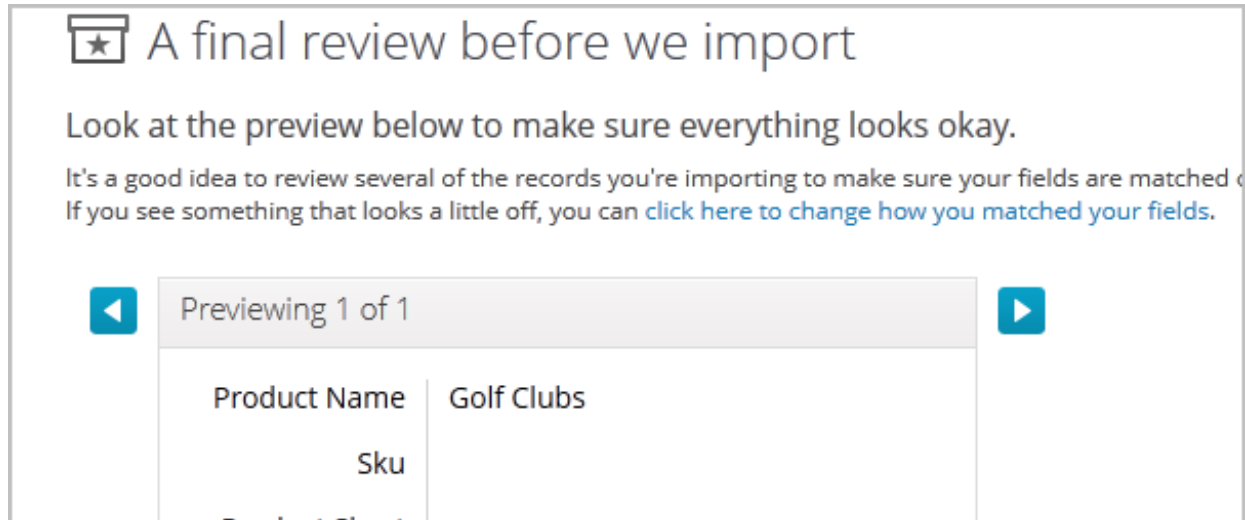 A final review before we import
Look at the preview below to make sure everything looks okay.
It's a good idea to review several of the records you're importing to make sure your fields are matched
If you see something that looks a little off, you can click here to change how you matched your fields.
Previewing 1 of 1
Product Name Golf Clubs
Sku
Product Short